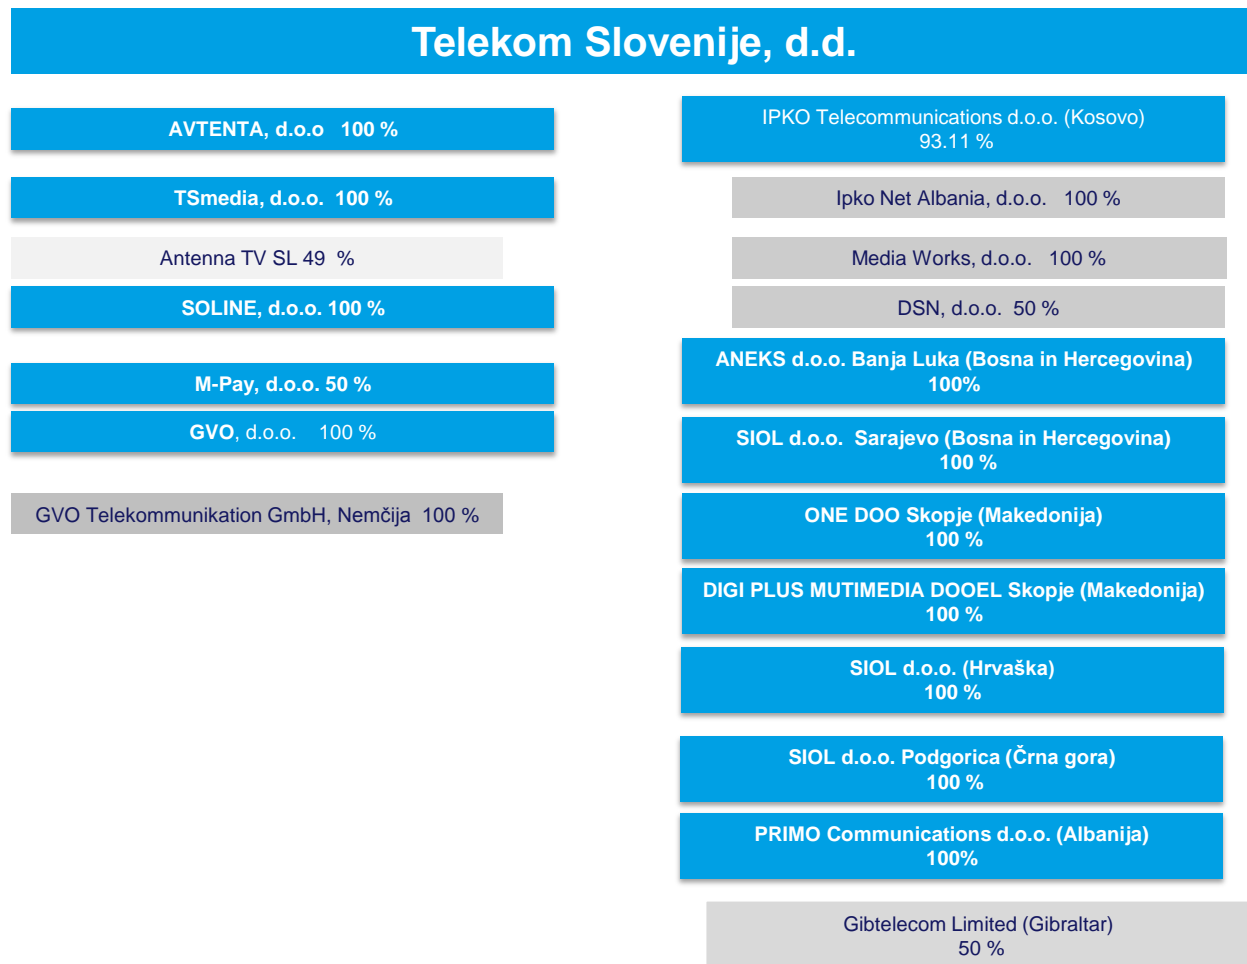 Telekom Slovenije, d.d.
AVTENTA, d.o.o 100 %
TSmedia, d.o.o. 100 %
Antenna TV SL 49 %
SOLINE, d.o.o. 100 %
M-Pay, d.o.o. 50 %
GVO, d.o.o. 100 %
GVO Telekommunikation GmbH, Nemčija 100 %
IPKO Telecommunications d.o.o. (Kosovo)
93.11 %
Ipko Net Albania, d.o.o. 100 %
Media Works, d.o.o. 100 %
DSN, d.o.o. 50 %
ANEKS d.o.o. Banja Luka (Bosna in Hercegovina)
100%
SIOL d.o.o. Sarajevo (Bosna in Hercegovina)
100 %
ONE DOO Skopje (Makedonija)
100 %
DIGI PLUS MUTIMEDIA DOOEL Skopje (Makedonija)
100 %
SIOL d.o.o. (Hrvaška)
100 %
SIOL d.o.o. Podgorica (Črna gora)
100 %
PRIMO Communications d.o.o. (Albanija)
100%
Gibtelecom Limited (Gibraltar)
50 %